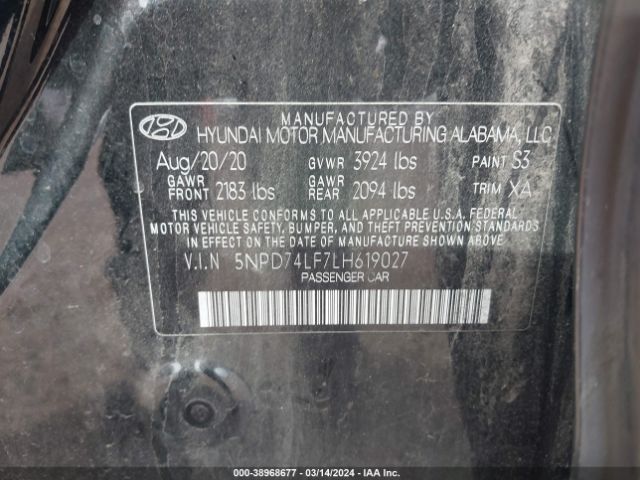 MANUFACTURED BY
HYUNDAI MOTOR MANUFACTURING ALABAMA, LLC
Aug/20/20 GVWR 3924 lbs PAINT S3
GAWR FRONT 2183 lbs GAWR REAR 2094 lbs TRIM XA
THIS VEHICLE CONFORMS TO ALL APPLICABLE U.S.A. FEDERAL
MOTOR VEHICLE SAFETY, BUMPER, AND THEFT PREVENTION STANDARDS
IN EFFECT ON THE DATE OF MANUFACTURE SHOWN ABOVE.
V.I.N 5NPD74LF7LH619027
PASSENGER CAR
000-38968677 - 03/14/2024 - IAA Inc.